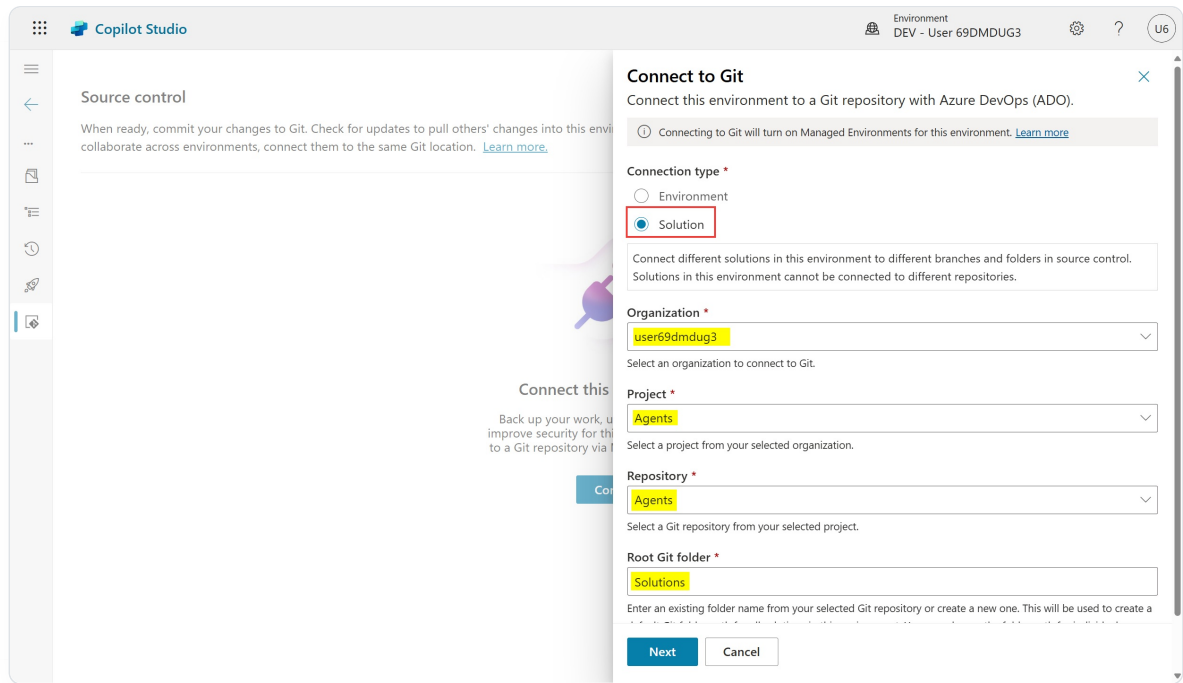 Copilot Studio
Environment
DEV - User 69DMDUG3
?
U6
Source control
When ready, commit your changes to Git. Check for updates to pull others' changes into this
collaborate across environments, connect them to the same Git location. Learn more.
Connect this
Back up your work,
improve security for
to a Git repository via
Connect to Git
Connect this environment to a Git repository with Azure DevOps (ADO).
Connecting to Git will turn on Managed Environments for this environment. Learn more
Connection type *
Environment
Solution
Connect different solutions in this environment to different branches and folders in source control.
Solutions in this environment cannot be connected to different repositories.
Organization *
user69dmdug3
Select an organization to connect to Git.
Project *
Agents
Select a project from your selected organization.
Repository *
Agents
Select a Git repository from your selected project.
Root Git folder *
Solutions
Enter an existing folder name from your selected Git repository or create a new one. This will be used to create a
Next
Cancel